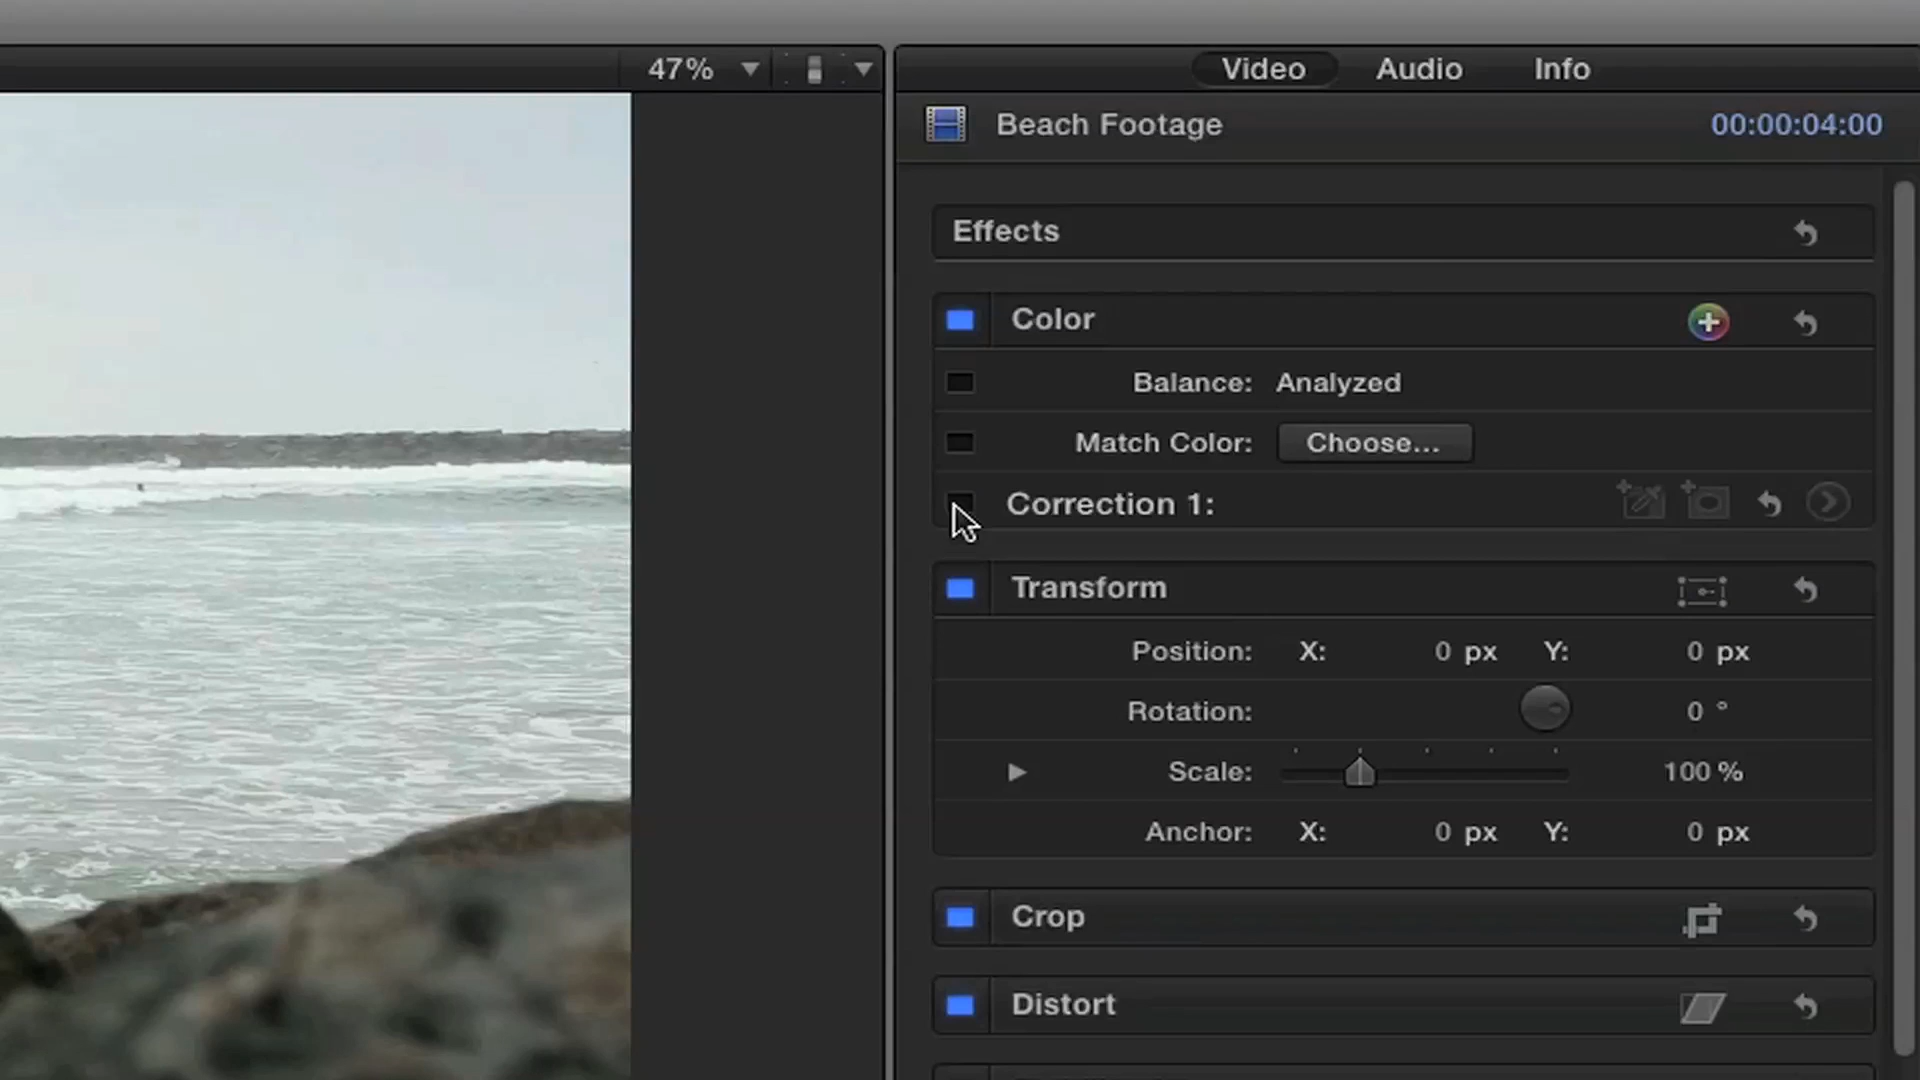 47%
Video Audio Info
Beach Footage 00:00:04:00
Effects
Color
Balance: Analyzed
Match Color: Choose...
Correction 1:
Transform
Position: X: 0 px Y: 0 px
Rotation: 0 °
Scale: 100 %
Anchor: X: 0 px Y: 0 px
Crop
Distort